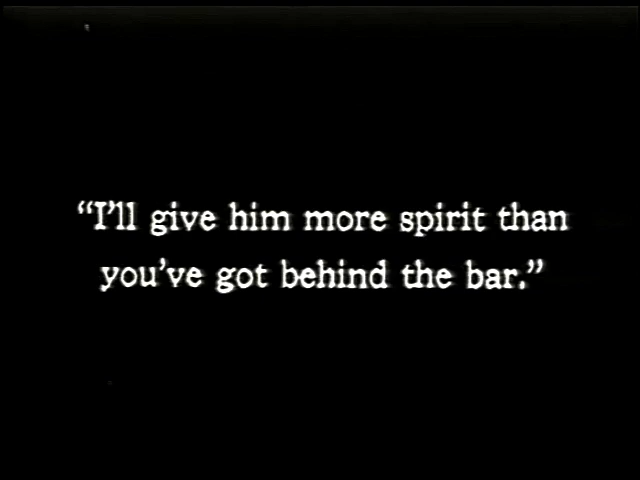 “I’ll give him more spirit than
you’ve got behind the bar.”